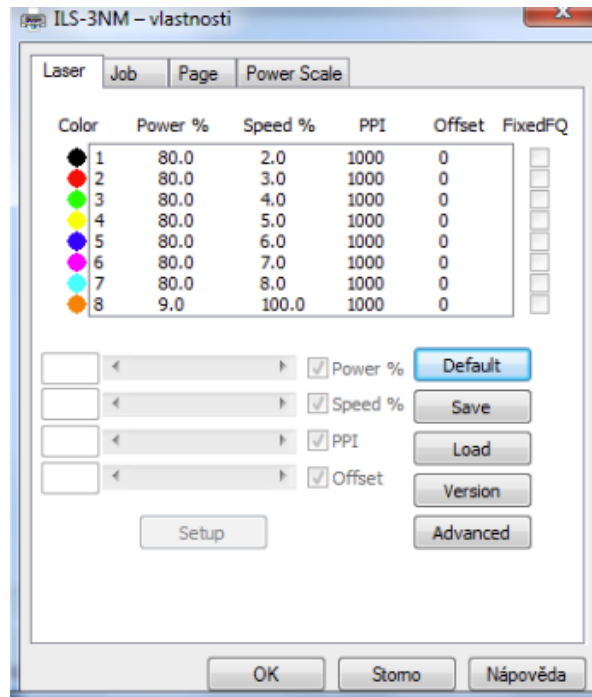 ILS-3NM – vlastnosti
Laser Job Page Power Scale
Color Power % Speed % PPI Offset FixedFQ
1 80.0 2.0 1000 0
2 80.0 3.0 1000 0
3 80.0 4.0 1000 0
4 80.0 5.0 1000 0
5 80.0 6.0 1000 0
6 80.0 7.0 1000 0
7 80.0 8.0 1000 0
8 9.0 100.0 1000 0
Power % Default
Speed % Save
PPI Load
Offset Version
Setup Advanced
OK Storno Nápověda